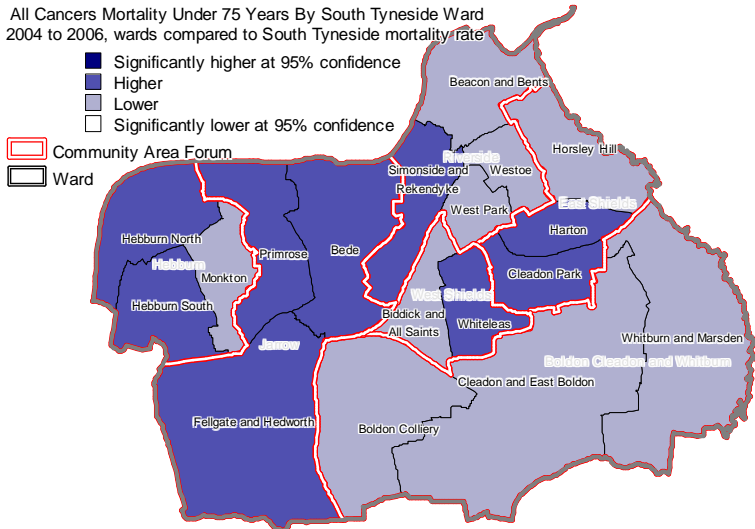 All Cancers Mortality Under 75 Years By South Tyneside Ward
2004 to 2006, wards compared to South Tyneside mortality rate
Significantly higher at 95% confidence
Higher
Lower
Significantly lower at 95% confidence
Community Area Forum
Ward
Beacon and Bents
Horsley Hill
Riverside
Simonside and
Rekendyke
Westoe
West Park
East Shields
Harton
Hebburn North
Primrose
Bede
Hebburn
Monkton
Cleadon Park
Hebburn South
West Shields
Biddick and
All Saints
Whiteleas
Jarrow
Whitburn and Marsden
Boldon Cleadon and Whitburn
Cleadon and East Boldon
Fellgate and Hedworth
Boldon Colliery